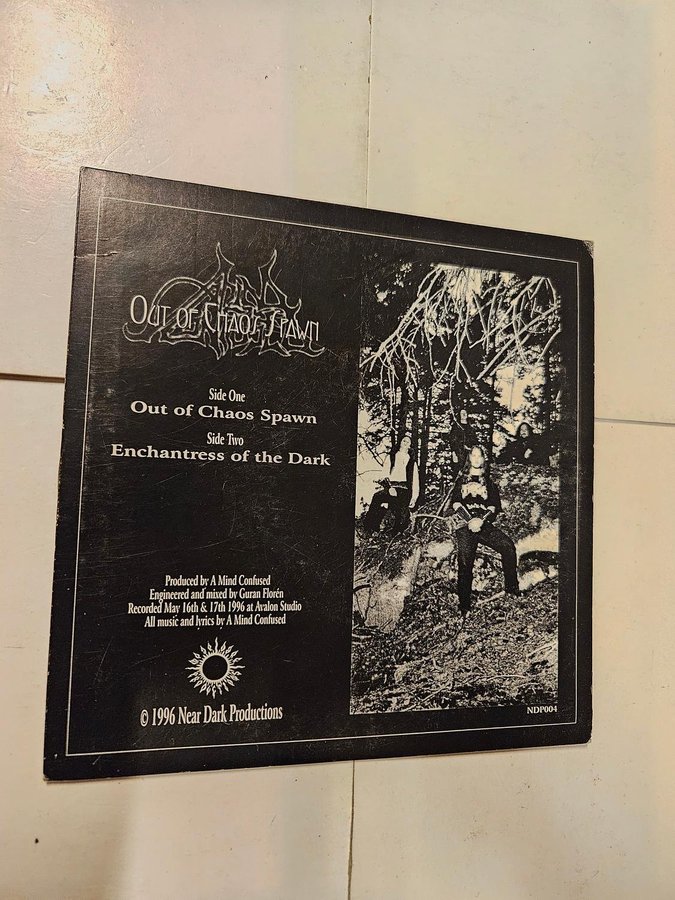 Out of Chaos Spawn
Side One
Out of Chaos Spawn
Side Two
Enchantress of the Dark
Produced by A Mind Confused
Engineered and mixed by Guran Florén
Recorded May 16th & 17th 1996 at Avalon Studio
All music and lyrics by A Mind Confused
© 1996 Near Dark Productions
NDP004